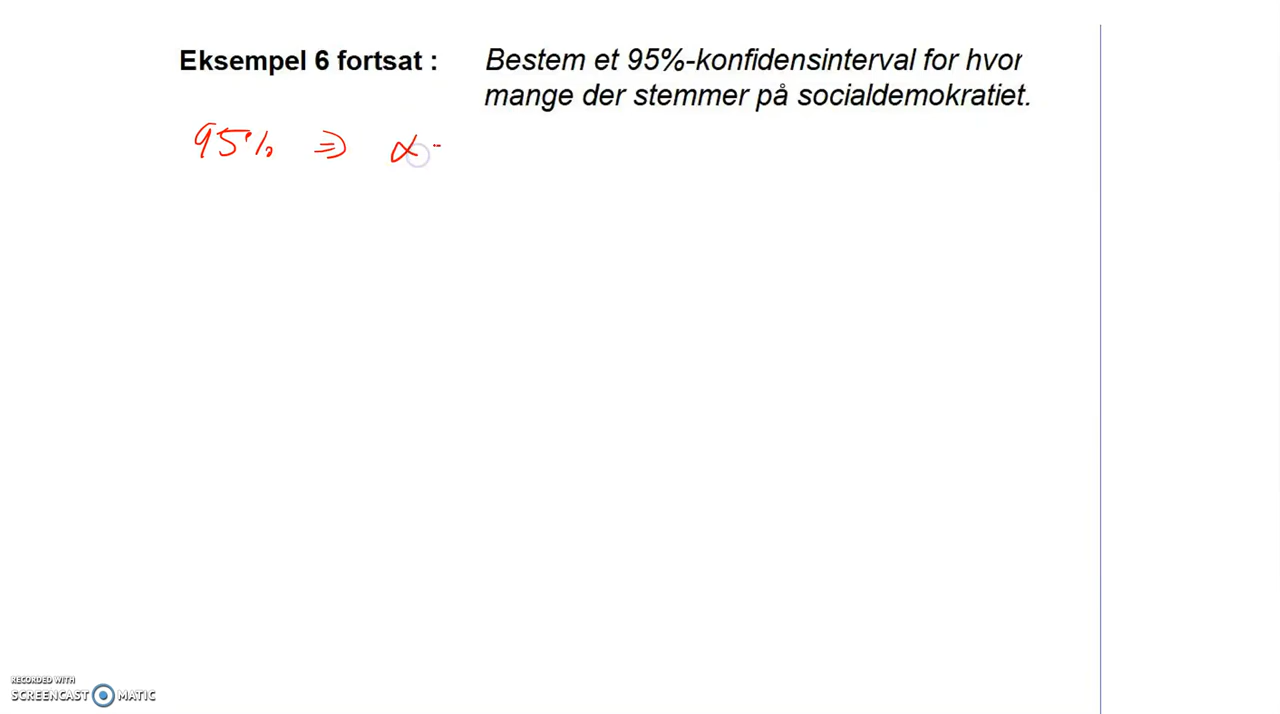 Eksempel 6 fortsat : Bestem et 95%-konfidensinterval for hvor
mange der stemmer på socialdemokratiet.
95% ⇒ α
RECORDED WITH
SCREENCAST MATIC